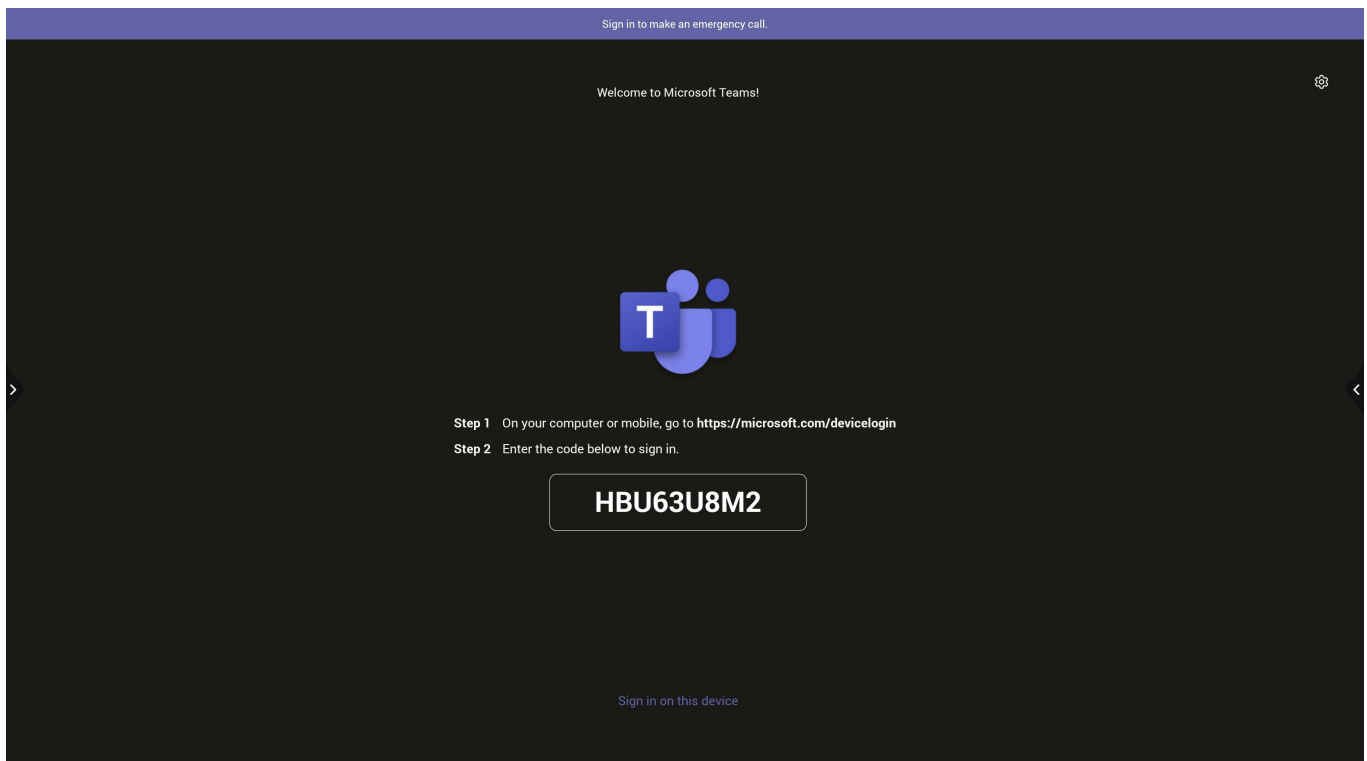 Sign in to make an emergency call.
Welcome to Microsoft Teams!
T
Step 1 On your computer or mobile, go to https://microsoft.com/devicelogin
Step 2 Enter the code below to sign in.
HBU63U8M2
Sign in on this device